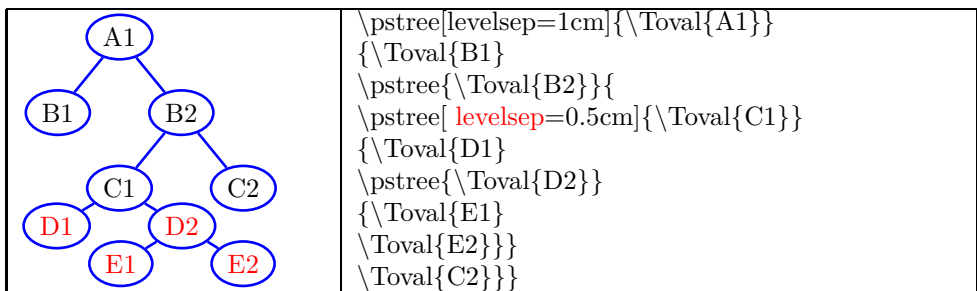 A1
B1 B2
C1 C2
D1 D2
E1 E2
\pstree[levelsep=1cm]{\Toval{A1}}
{\Toval{B1}
\pstree{\Toval{B2}}{
\pstree[ levelsep=0.5cm]{\Toval{C1}}
{\Toval{D1}
\pstree{\Toval{D2}}
{\Toval{E1}
\Toval{E2}}}
\Toval{C2}}}